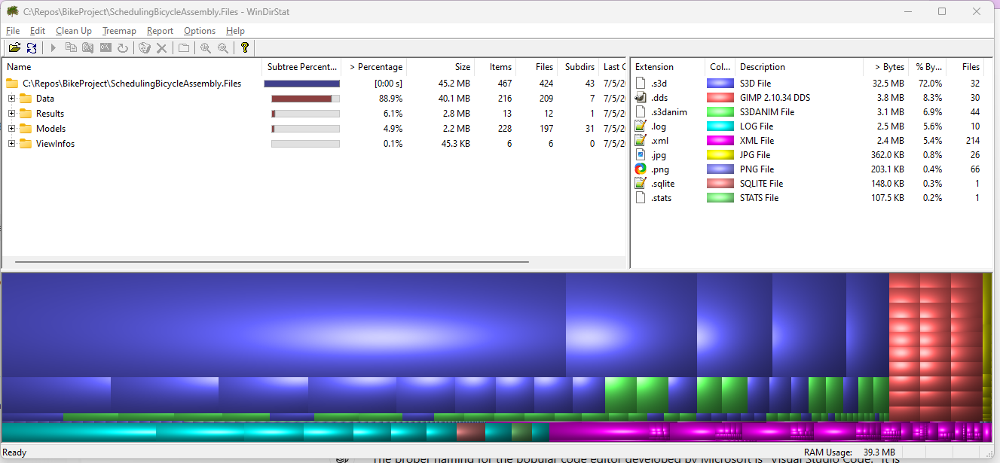 C:\Repos\BikeProject\SchedulingBicycleAssembly.Files - WinDirStat
File Edit Clean Up Treemap Report Options Help
Name Subtree Percent... > Percentage Size Items Files Subdirs Last C
C:\Repos\BikeProject\SchedulingBicycleAssembly.Files [0:00 s] 45.2 MB 467 424 43 7/5/20
Data 88.9% 40.1 MB 216 209 7 7/5/20
Results 6.1% 2.8 MB 13 12 1 7/5/20
Models 4.9% 2.2 MB 228 197 31 7/5/20
ViewInfos 0.1% 45.3 KB 6 6 0 7/5/20
Extension Col... Description > Bytes % By... Files
.s3d S3D File 32.5 MB 72.0% 32
.dds GIMP 2.10.34 DDS 3.8 MB 8.3% 30
.s3danim S3DANIM File 3.1 MB 6.9% 44
.log LOG File 2.5 MB 5.6% 10
.xml XML File 2.4 MB 5.4% 214
.jpg JPG File 362.0 KB 0.8% 26
.png PNG File 203.1 KB 0.4% 66
.sqlite SQLITE File 148.0 KB 0.3% 1
.stats STATS File 107.5 KB 0.2% 1
Ready RAM Usage: 39.3 MB
The proper naming for the popular code editor developed by Microsoft is "Visual Studio Code." It is